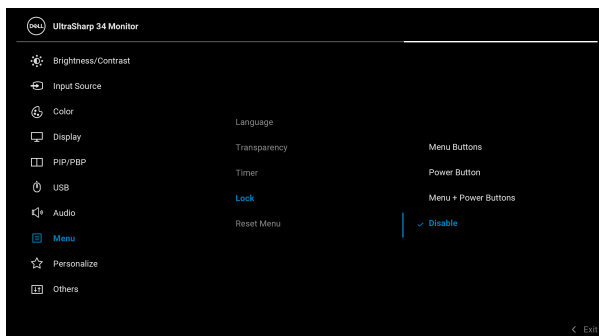 DELL UltraSharp 34 Monitor
Brightness/Contrast
Input Source
Color
Display
PIP/PBP
USB
Audio
Menu
Personalize
Others
Language
Transparency
Timer
Lock
Reset Menu
Menu Buttons
Power Button
Menu + Power Buttons
Disable
Exit